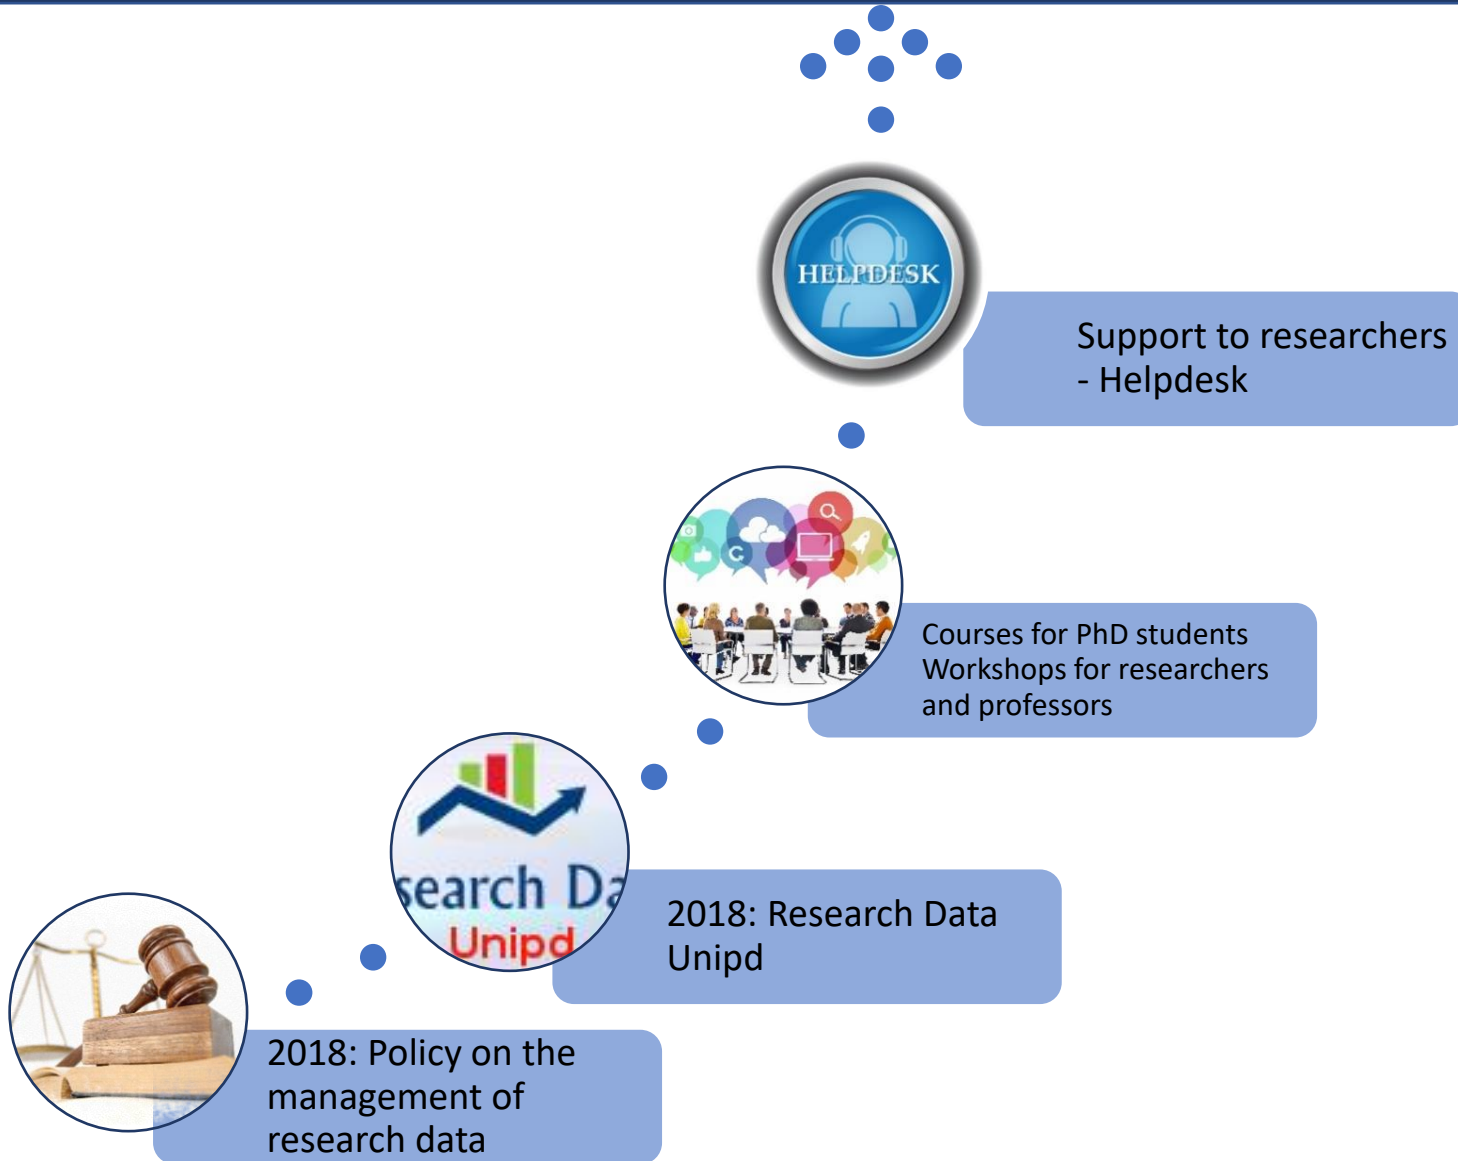 HELPDESK
Support to researchers
- Helpdesk
Courses for PhD students
Workshops for researchers
and professors
search Da
Unipd
2018: Research Data
Unipd
2018: Policy on the
management of
research data